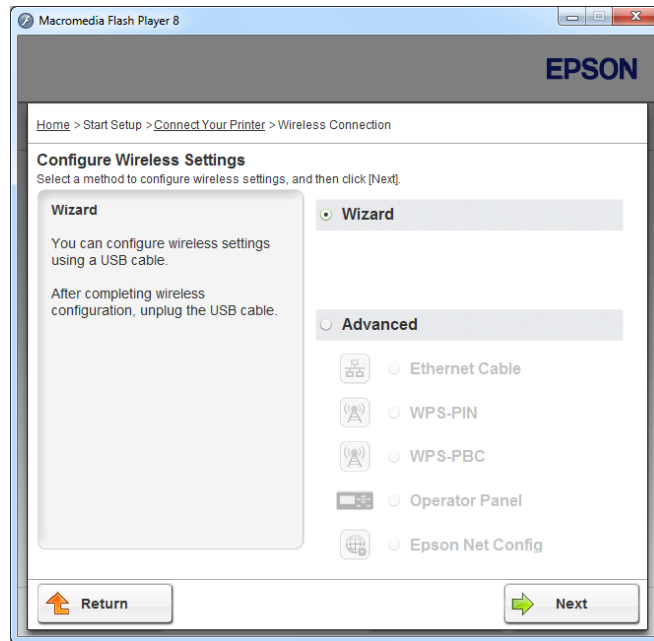 Macromedia Flash Player 8
EPSON
Home > Start Setup > Connect Your Printer > Wireless Connection
Configure Wireless Settings
Select a method to configure wireless settings, and then click [Next].
Wizard
You can configure wireless settings
using a USB cable.
After completing wireless
configuration, unplug the USB cable.
Wizard
Advanced
Ethernet Cable
WPS-PIN
WPS-PBC
Operator Panel
Epson Net Config
Return
Next